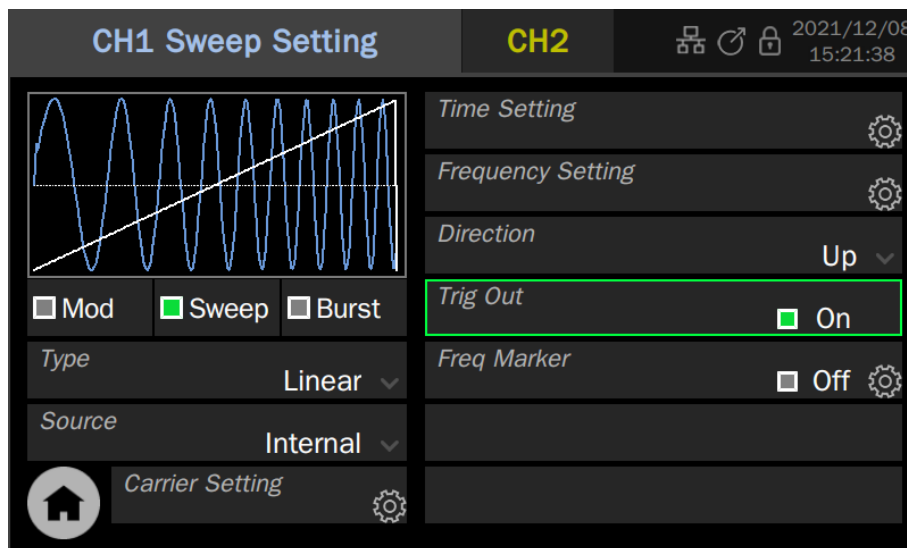 CH1 Sweep Setting
CH2
2021/12/08
15:21:38
Time Setting
Frequency Setting
Direction
Up
Mod
Sweep
Burst
Trig Out
On
Type
Linear
Freq Marker
Off
Source
Internal
Carrier Setting